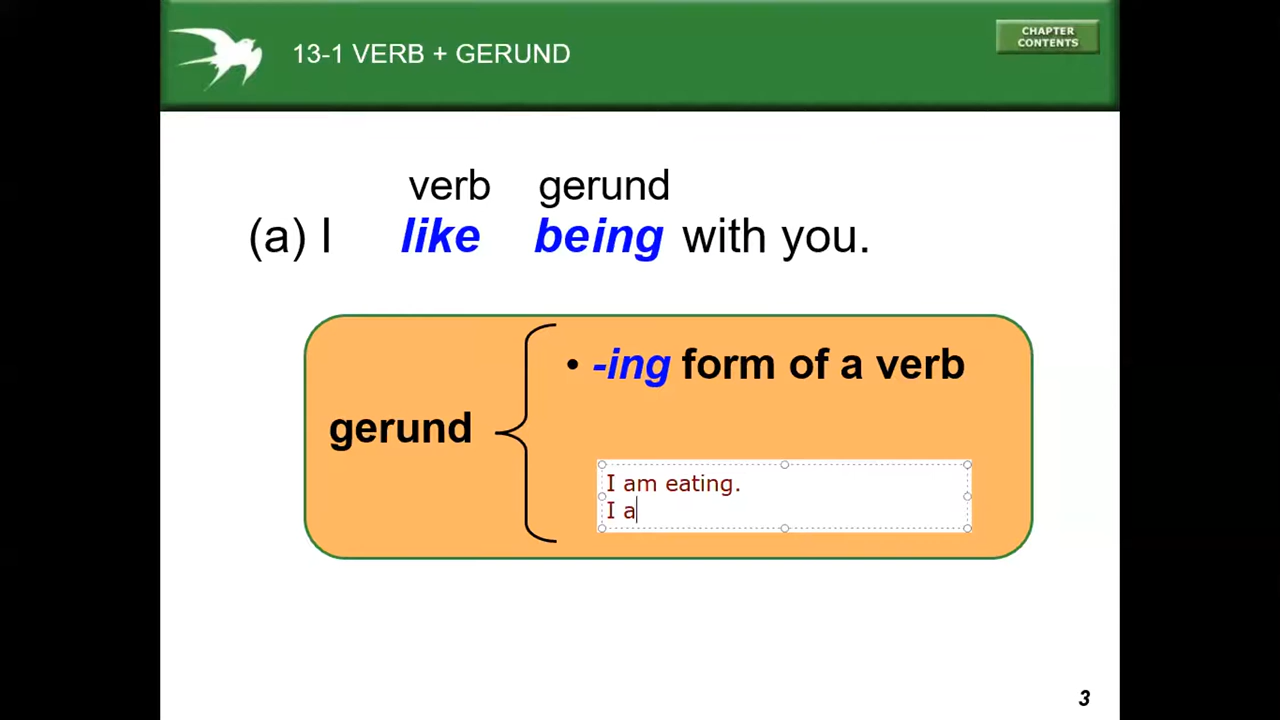 CHAPTER
CONTENTS
13-1 VERB + GERUND
verb gerund
(a) I like being with you.
• -ing form of a verb
gerund
I am eating.
I a
3